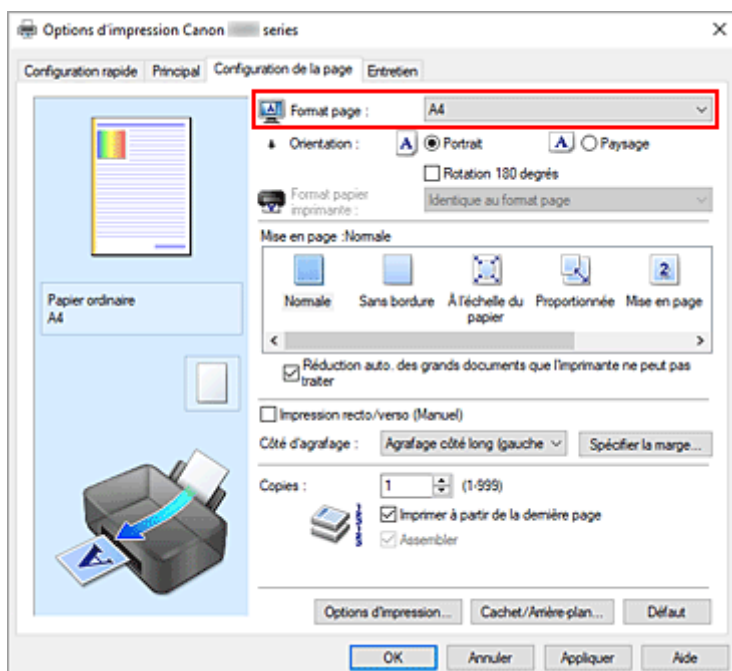 Options d'impression Canon series
Configuration rapide Principal Configuration de la page Entretien
Format page : A4
Orientation : A Portrait A Paysage
Rotation 180 degrés
Format papier imprimante : Identique au format page
Mise en page :Normale
2
Normale Sans bordure À l'échelle du papier Proportionnée Mise en page
Papier ordinaire
A4
Réduction auto. des grands documents que l'imprimante ne peut pas
traiter
Impression recto/verso (Manuel)
Côté d'agrafage : Agrafage côté long (gauche Spécifier la marge...
Copies : 1 (1-999)
Imprimer à partir de la dernière page
Assembler
A
Options d'impression... Cachet/Arrière-plan... Défaut
OK Annuler Appliquer Aide